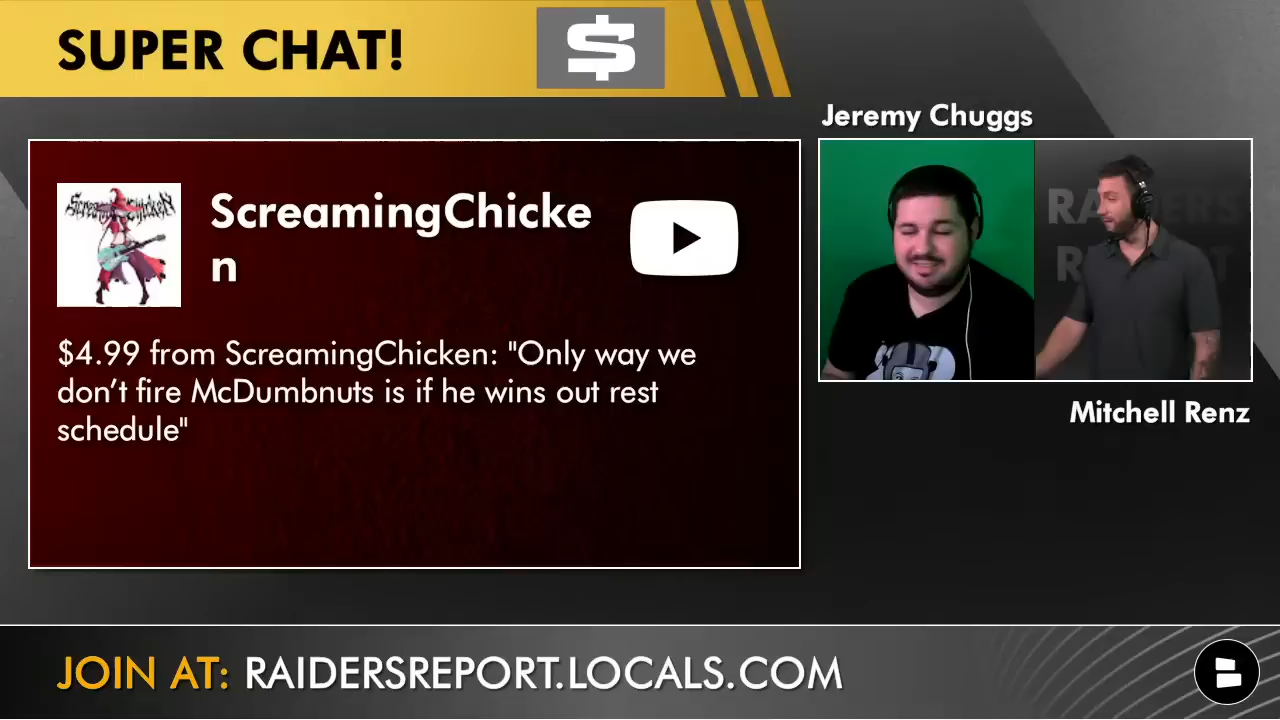 SUPER CHAT!
$
Jeremy Chuggs
ScreamingChicke
n
$4.99 from ScreamingChicken: "Only way we
don’t fire McDumbnuts is if he wins out rest
schedule"
Mitchell Renz
JOIN AT: RAIDERSREPORT.LOCALS.COM